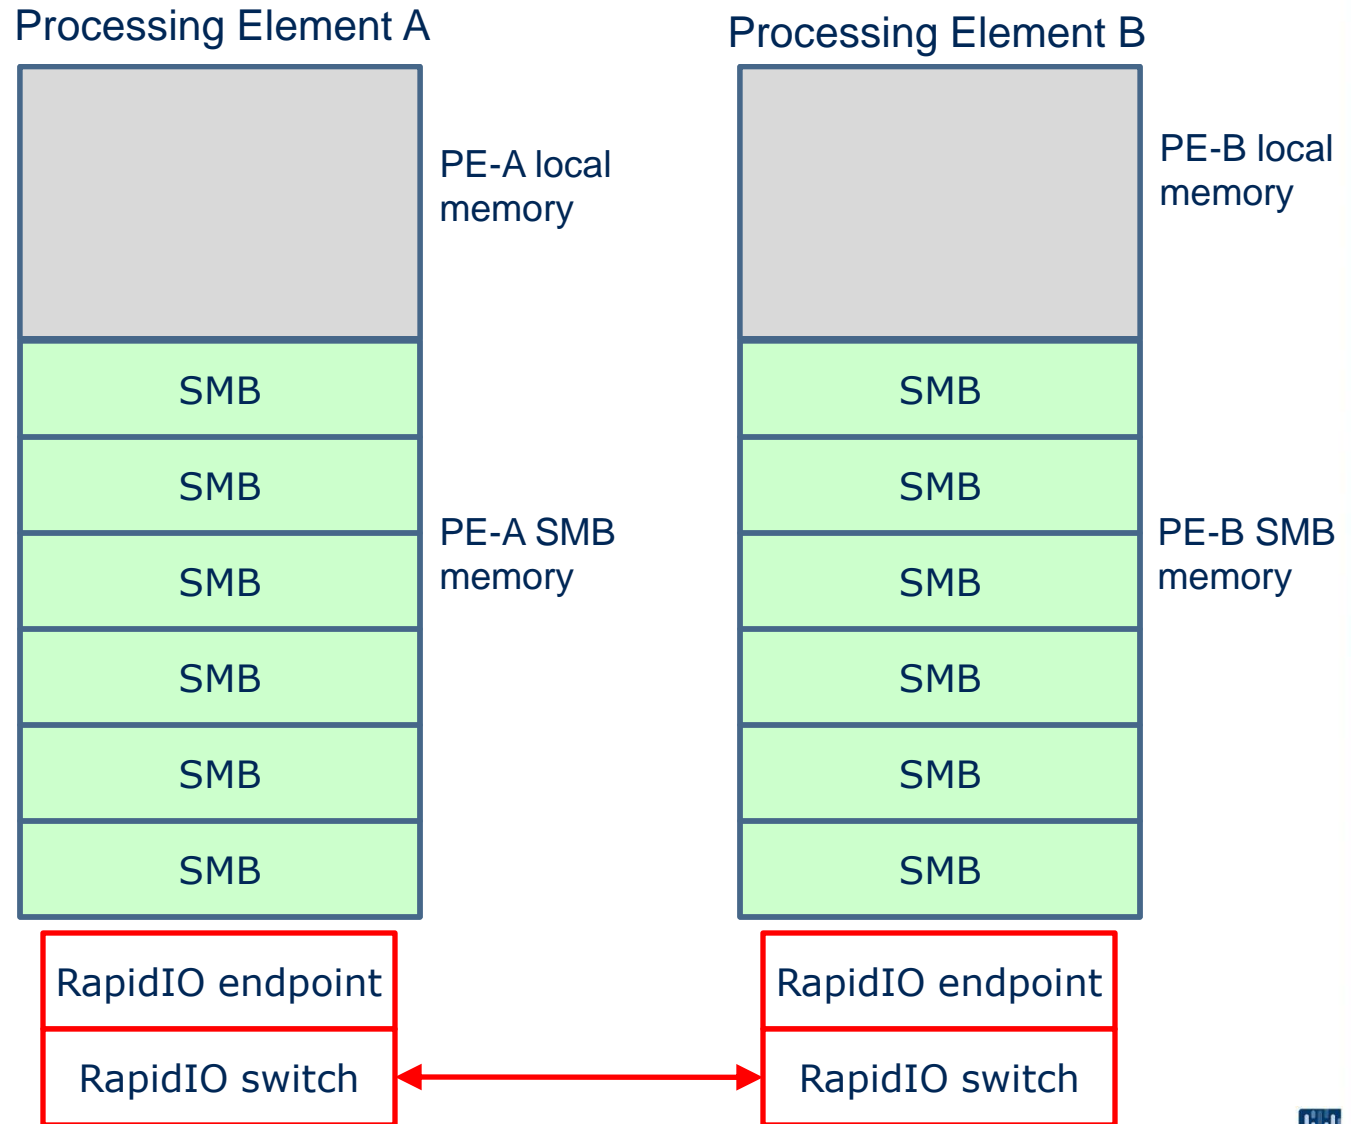 Processing Element A
Processing Element B
PE-A local
memory
PE-B local
memory
SMB
SMB
SMB
SMB
PE-A SMB
memory
PE-B SMB
memory
SMB
SMB
SMB
SMB
SMB
SMB
SMB
SMB
RapidIO endpoint
RapidIO endpoint
RapidIO switch
RapidIO switch